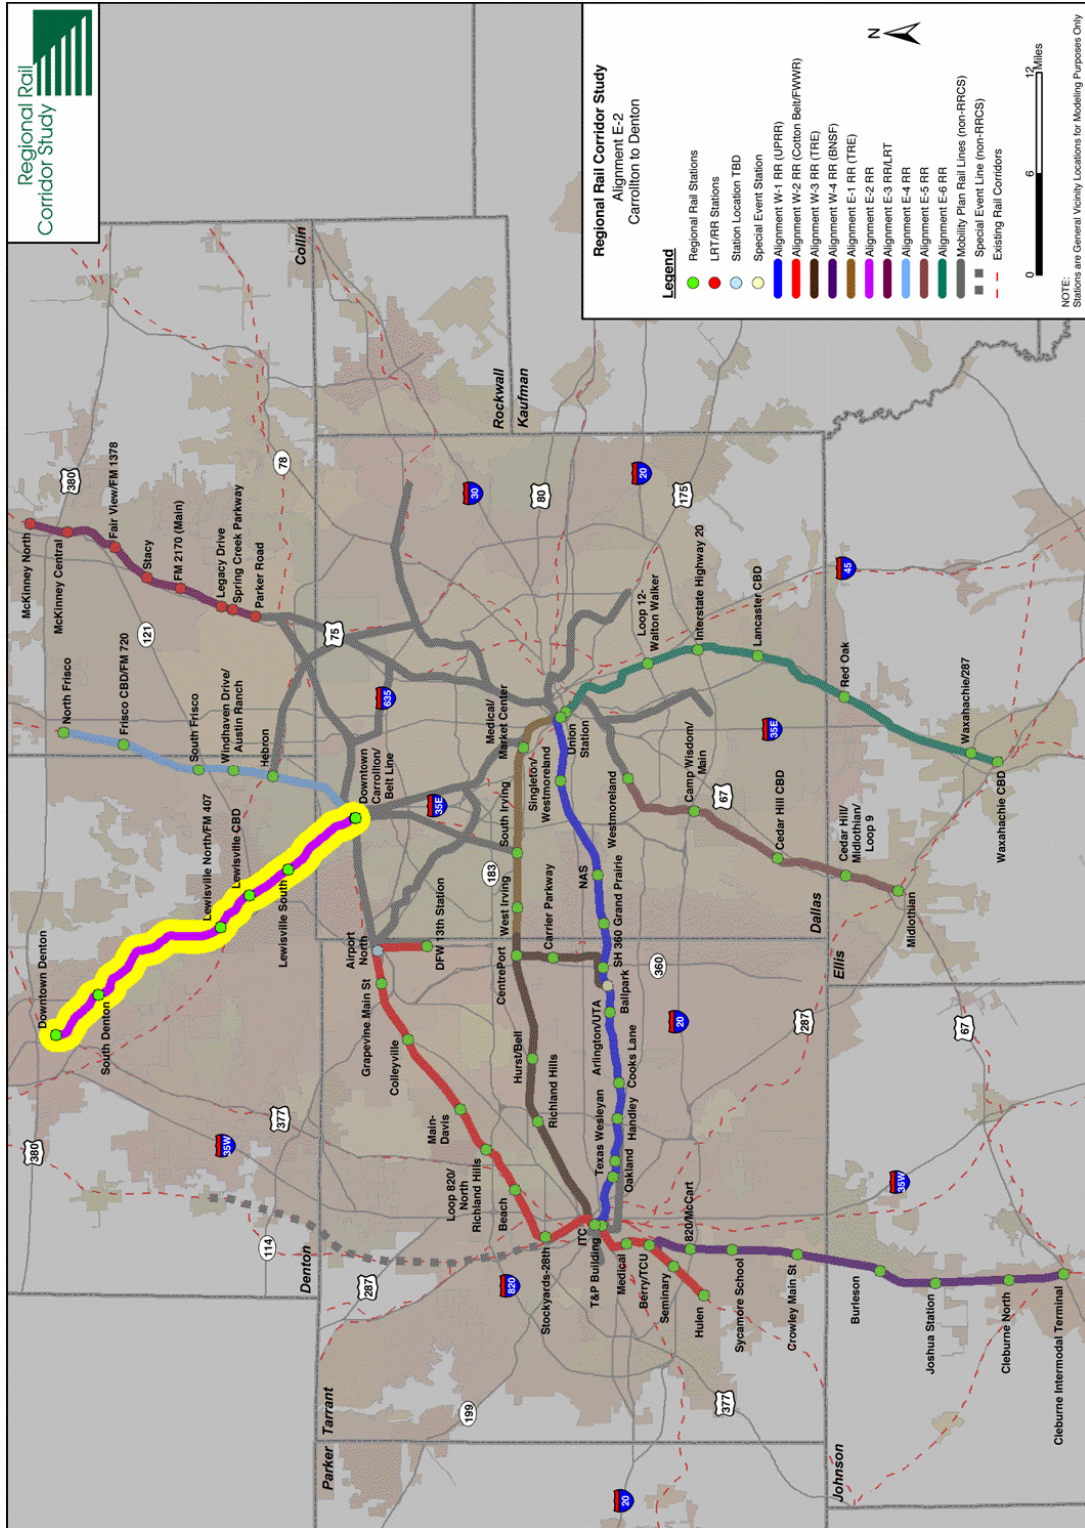 Regional Rail
Corridor Study
Regional Rail Corridor Study
Alignment E-2
Carrollton to Denton
N
Legend
Regional Rail Stations
LRT/RR Stations
Station Location TBD
Special Event Station
Alignment W-1 RR (UPRR)
Alignment W-2 RR (Cotton Belt/FWWR)
Alignment W-3 RR (TRE)
Alignment W-4 RR (BNSF)
Alignment E-1 RR (TRE)
Alignment E-2 RR
Alignment E-3 RR/LRT
Alignment E-4 RR
Alignment E-5 RR
Alignment E-6 RR
Mobility Plan Rail Lines (non-RRCS)
Special Event Line (non-RRCS)
Existing Rail Corridors
0
6
12
Miles
NOTE:
Stations are General Vicinity Locations for Modeling Purposes Only
380
Downtown Denton
South Denton
Lewisville North/FM 407
Lewisville CBD
Lewisville South
North Frisco
Frisco CBD/FM 720
South Frisco
Windhaven Drive/
Austin Ranch
Hebron
121
McKinney North
McKinney Central
380
Fair View/FM 1378
Stacy
FM 2170 (Main)
Legacy Drive
Spring Creek Parkway
Parker Road
78
Collin
35W
377
114
Denton
287
Parker
Tarrant
199
820
Airport
North
DFW 13th Station
Grapevine Main St
Colleyville
Main-
Davis
Loop 820/
North
Richland Hills
Beach
Stockyards-28th
Downtown
Carrollton/
Belt Line
75
635
35E
183
Rockwall
Kaufman
30
80
20
175
Medical/
Market Center
South Irving
West Irving
CentrePort
Carrier Parkway
Hurst/Bell
Richland Hills
ITC
T&P Building
Texas Wesleyan
Oakland
Handley
Cooks Lane
Arlington/UTA
Ballpark
SH 360
Grand Prairie
NAS
Singleton/
Westmoreland
Union
Station
Westmoreland
Camp Wisdom/
Main
67
Cedar Hill CBD
Cedar Hill/
Midlothian/
Loop 9
Midlothian
Loop 12-
Walton Walker
Interstate Highway 20
Lancaster CBD
Red Oak
Waxahachie/287
Waxahachie CBD
35E
45
Dallas
Ellis
360
20
287
67
35W
Medical
Berry/TCU
Seminary
Hulen
820/McCart
Sycamore School
Crowley Main St
Burleson
Joshua Station
Cleburne North
Cleburne Intermodal Terminal
377
20
Johnson